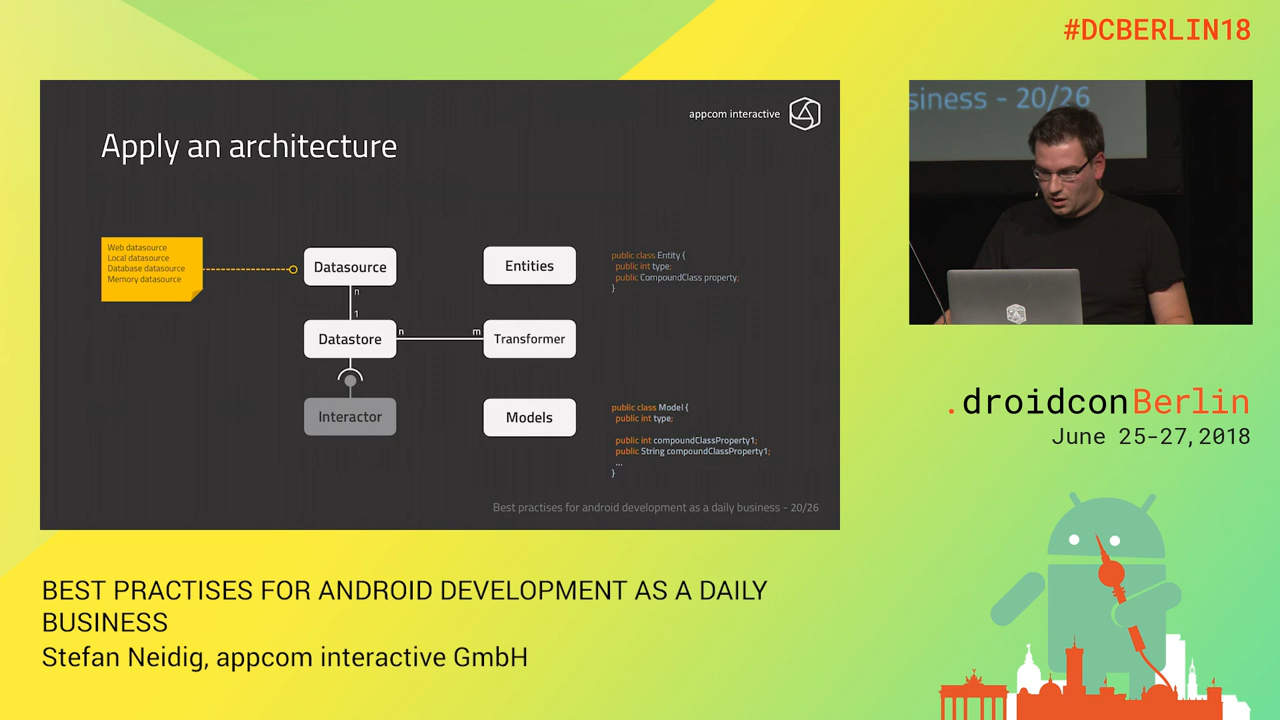 #DCBERLIN18
appcom interactive
Apply an architecture
Web datasource
Local datasource
Database datasource
Memory datasource
Datasource
n
1
Datastore
n
m
Transformer
Interactor
Entities
public class Entity {
public int type;
public CompoundClass property;
}
Models
public class Model {
public int type;
public int compoundClassProperty1;
public String compoundClassProperty1;
...
}
Best practises for android development as a daily business - 20/26
siness - 20/26
.droidconBerlin
June 25-27, 2018
BEST PRACTISES FOR ANDROID DEVELOPMENT AS A DAILY
BUSINESS
Stefan Neidig, appcom interactive GmbH